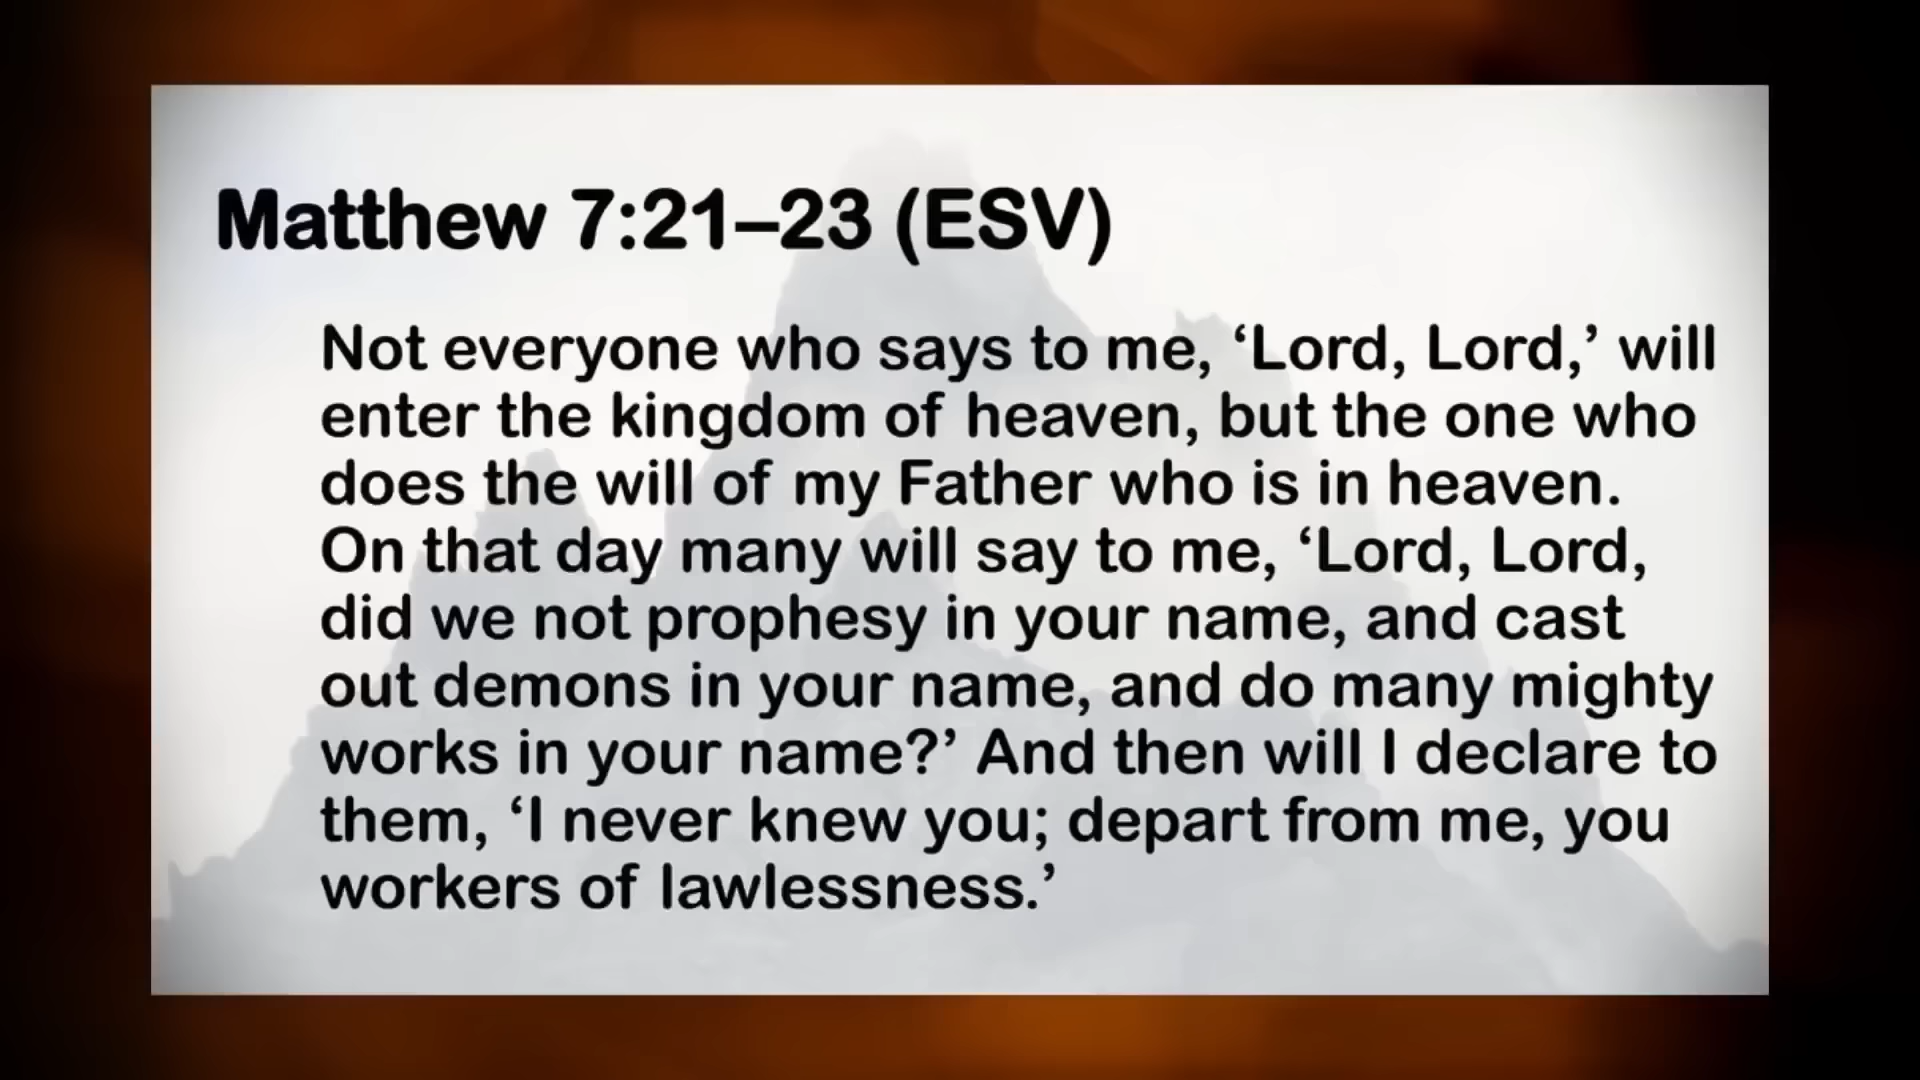 Matthew 7:21–23 (ESV)
Not everyone who says to me, ‘Lord, Lord,’ will
enter the kingdom of heaven, but the one who
does the will of my Father who is in heaven.
On that day many will say to me, ‘Lord, Lord,
did we not prophesy in your name, and cast
out demons in your name, and do many mighty
works in your name?’ And then will I declare to
them, ‘I never knew you; depart from me, you
workers of lawlessness.’